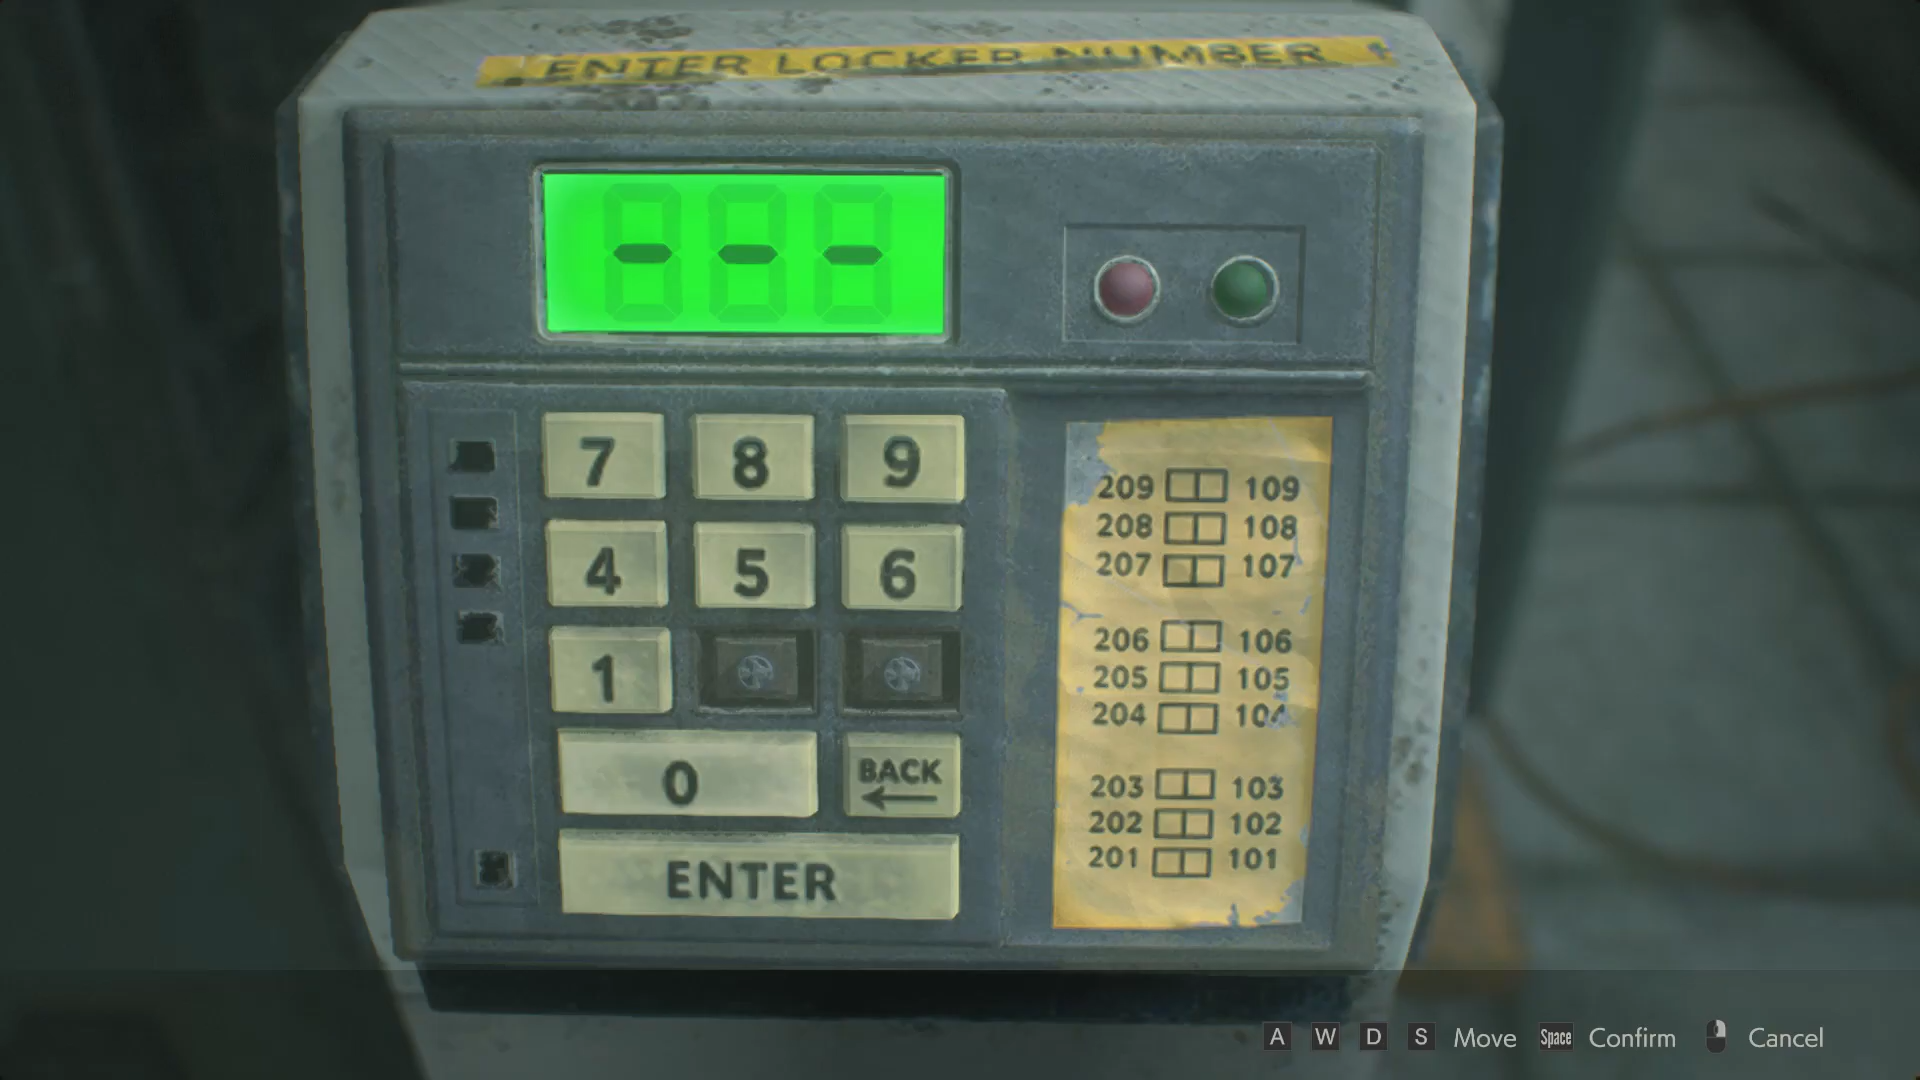 ENTER LOCKER NUMBER
- - -
7 8 9
4 5 6
1
0 BACK
ENTER
209 109
208 108
207 107
206 106
205 105
204 104
203 103
202 102
201 101
A W D S Move Space Confirm Cancel